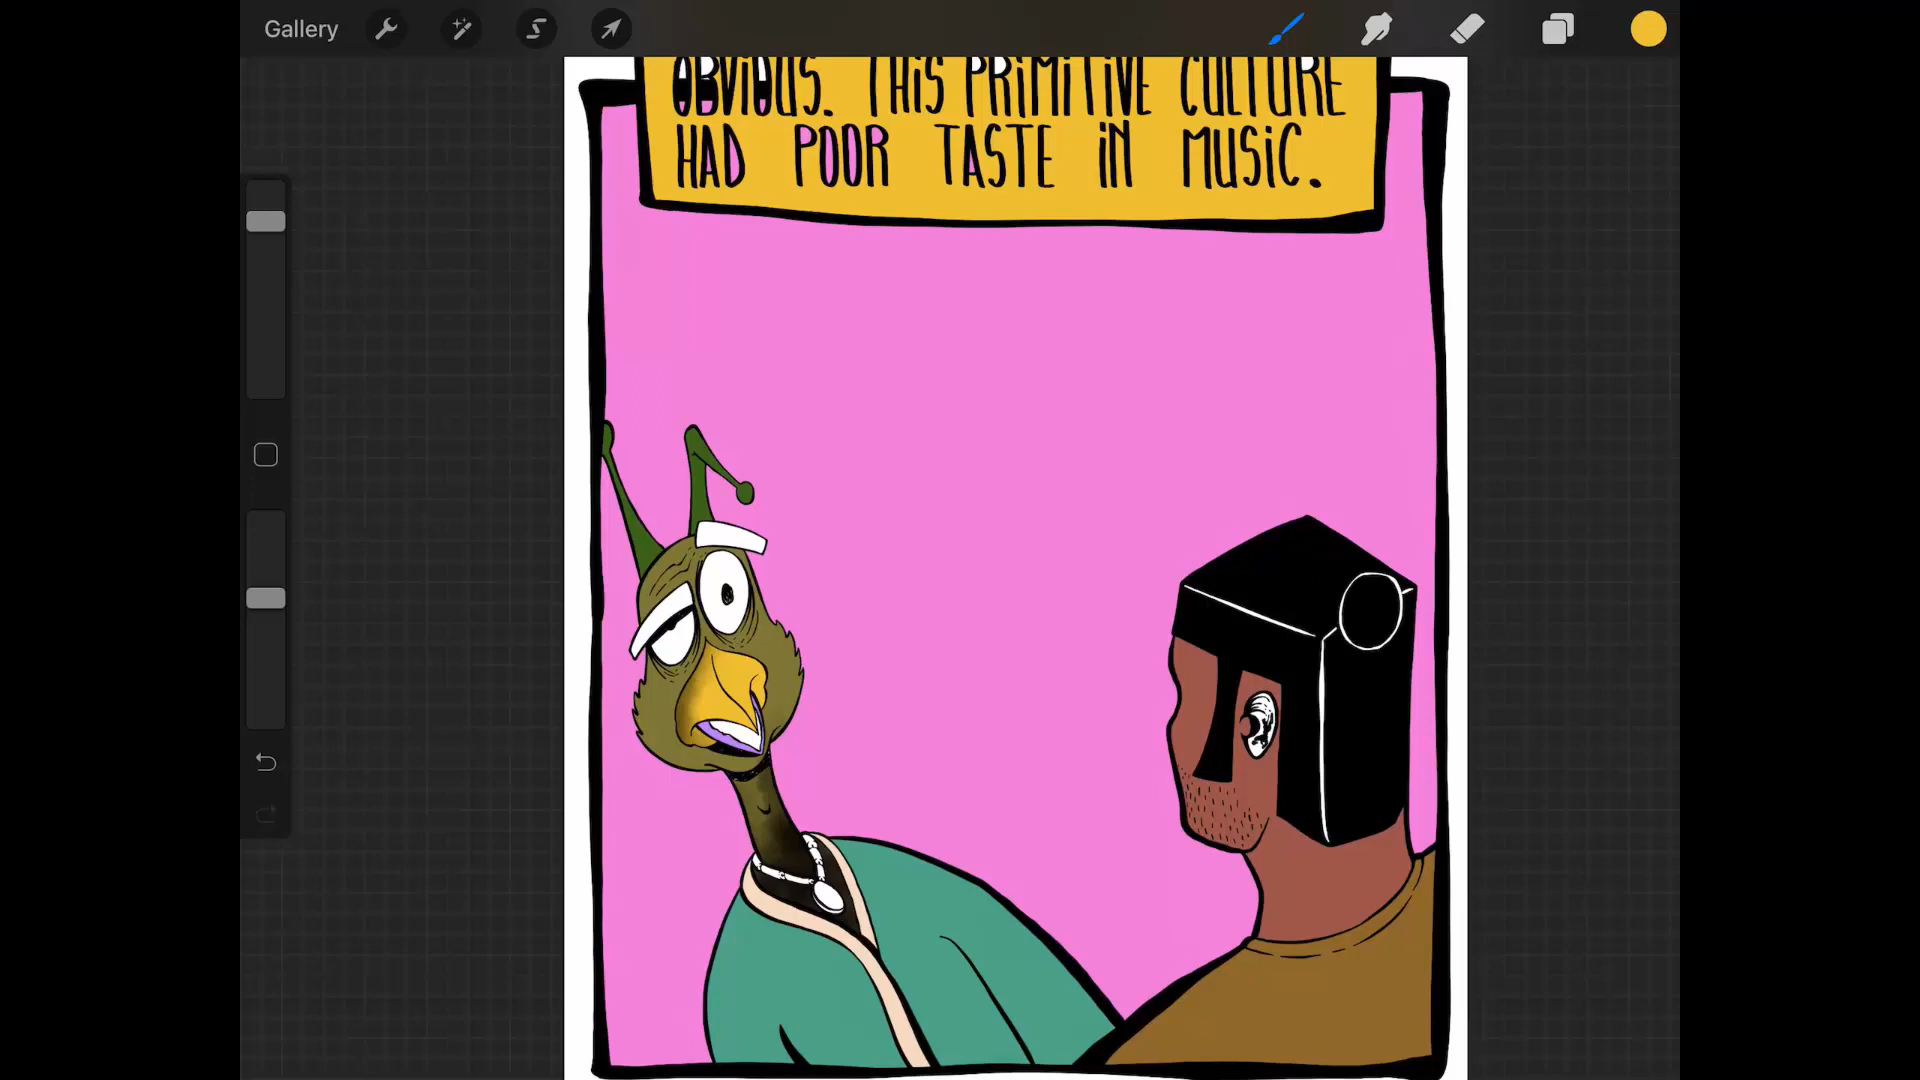 Gallery
OBViOUS. THiS PRiMiTiVE CULTURE
HAD POOR TASTE iN MUSiC.